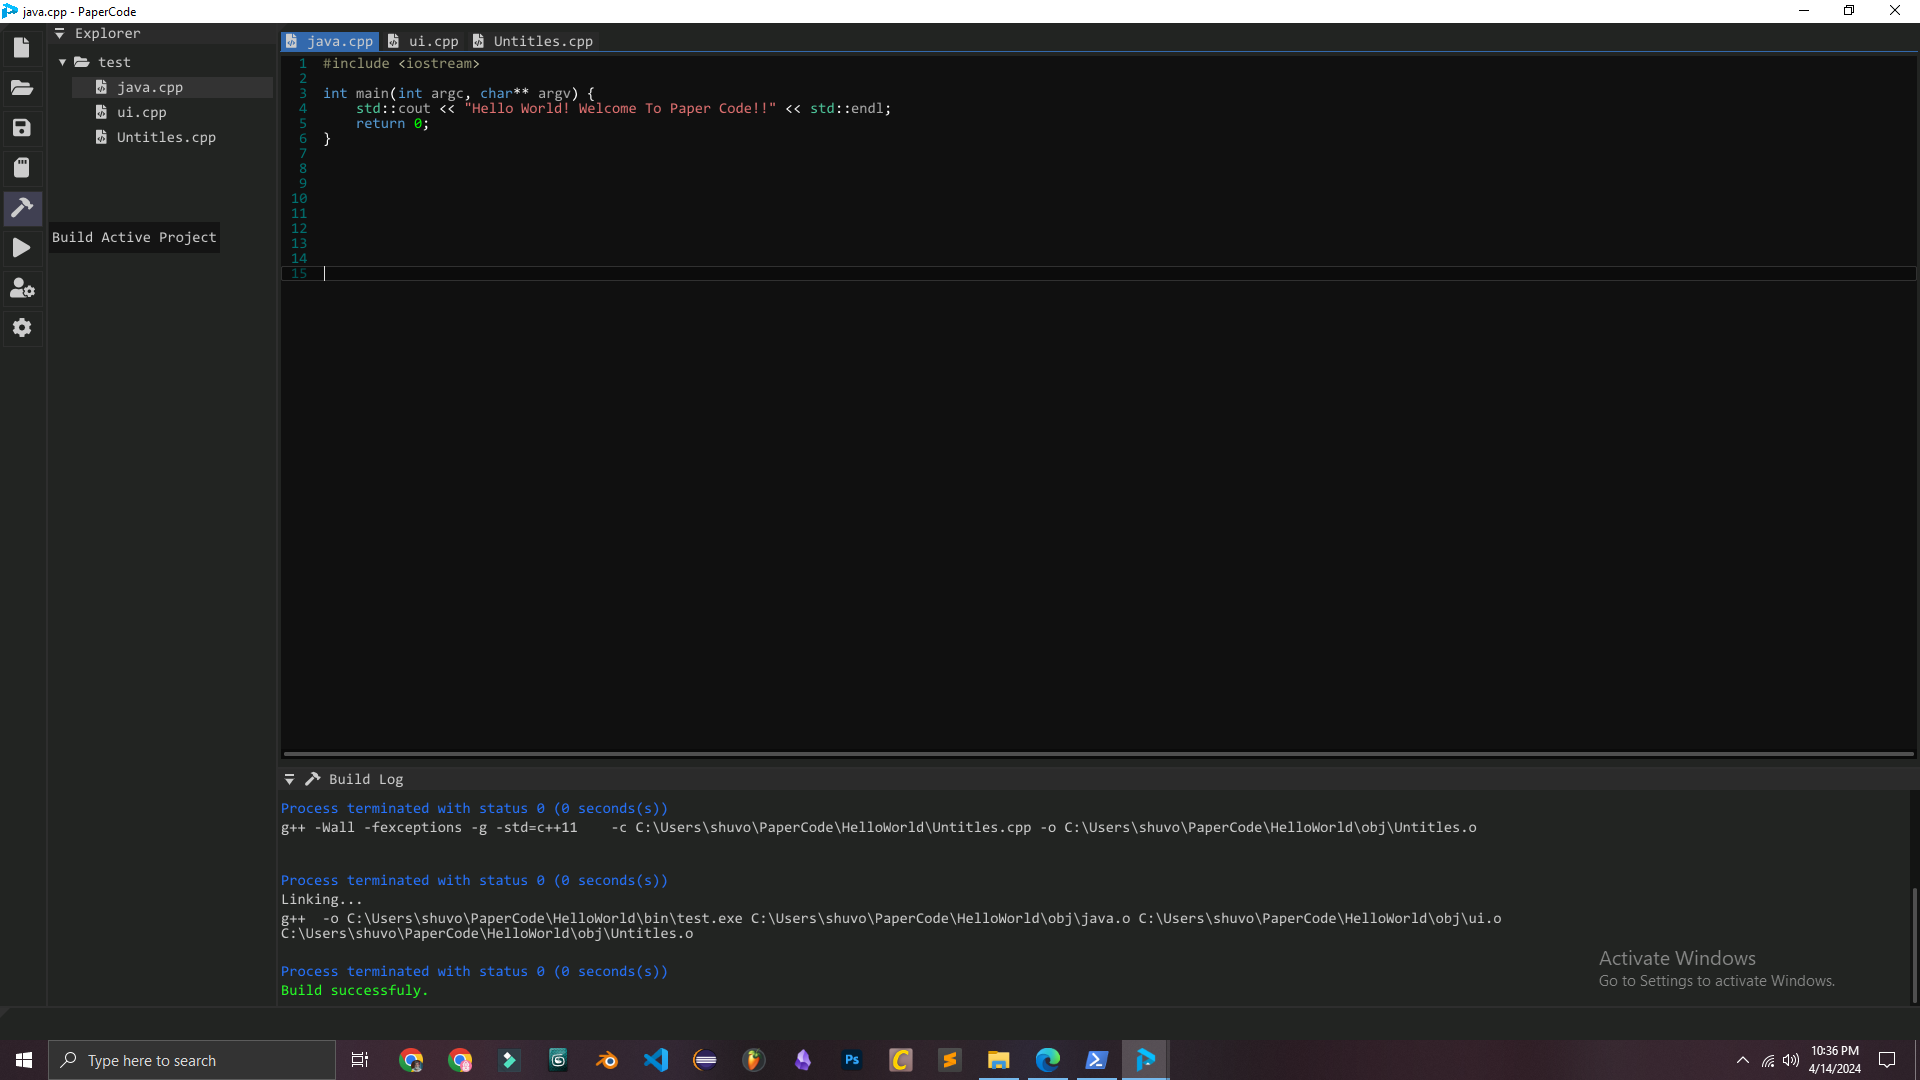 java.cpp - PaperCode
Explorer
test
java.cpp
ui.cpp
Untitles.cpp
Build Active Project
java.cpp ui.cpp Untitles.cpp
1 #include <iostream>
2
3 int main(int argc, char** argv) {
4     std::cout << "Hello World! Welcome To Paper Code!!" << std::endl;
5     return 0;
6 }
7
8
9
10
11
12
13
14
15
Build Log
Process terminated with status 0 (0 seconds(s))
g++ -Wall -fexceptions -g -std=c++11    -c C:\Users\shuvo\PaperCode\HelloWorld\Untitles.cpp -o C:\Users\shuvo\PaperCode\HelloWorld\obj\Untitles.o
Process terminated with status 0 (0 seconds(s))
Linking...
g++  -o C:\Users\shuvo\PaperCode\HelloWorld\bin\test.exe C:\Users\shuvo\PaperCode\HelloWorld\obj\java.o C:\Users\shuvo\PaperCode\HelloWorld\obj\ui.o
C:\Users\shuvo\PaperCode\HelloWorld\obj\Untitles.o
Process terminated with status 0 (0 seconds(s))
Build successfuly.
Activate Windows
Go to Settings to activate Windows.
Type here to search
Ps
10:36 PM
4/14/2024